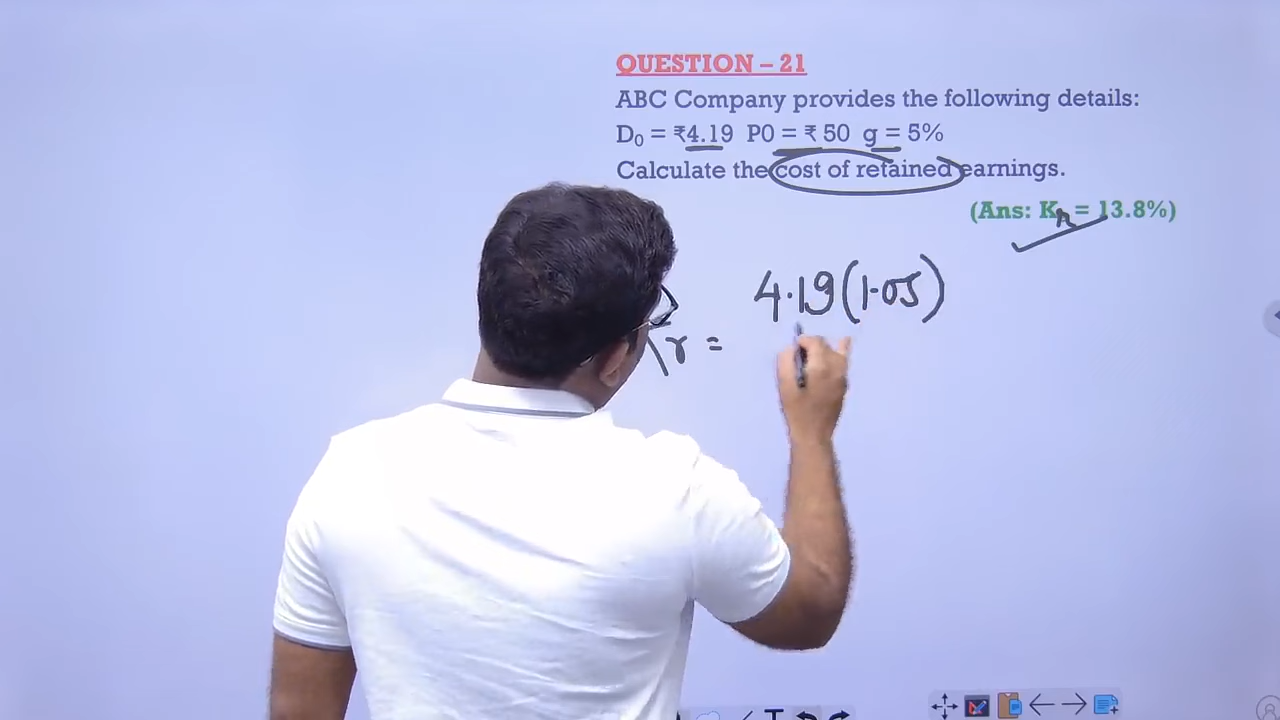 QUESTION – 21
ABC Company provides the following details:
D₀ = ₹4.19 P0 = ₹ 50 g = 5%
Calculate the cost of retained earnings.
(Ans: Kr = 13.8%)
4.19(1.05)
r =